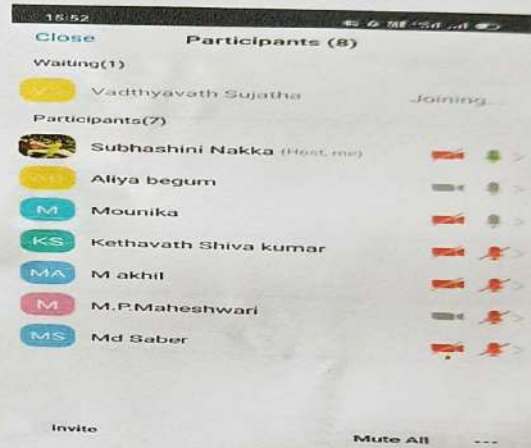 15:52
Close Participants (8)
Waiting(1)
Vadthyavath Sujatha Joining...
Participants(7)
Subhashini Nakka (Host, me)
Aliya begum
M Mounika
KS Kethavath Shiva kumar
MA M akhil
M M.P.Maheshwari
MS Md Saber
Invite Mute All ...